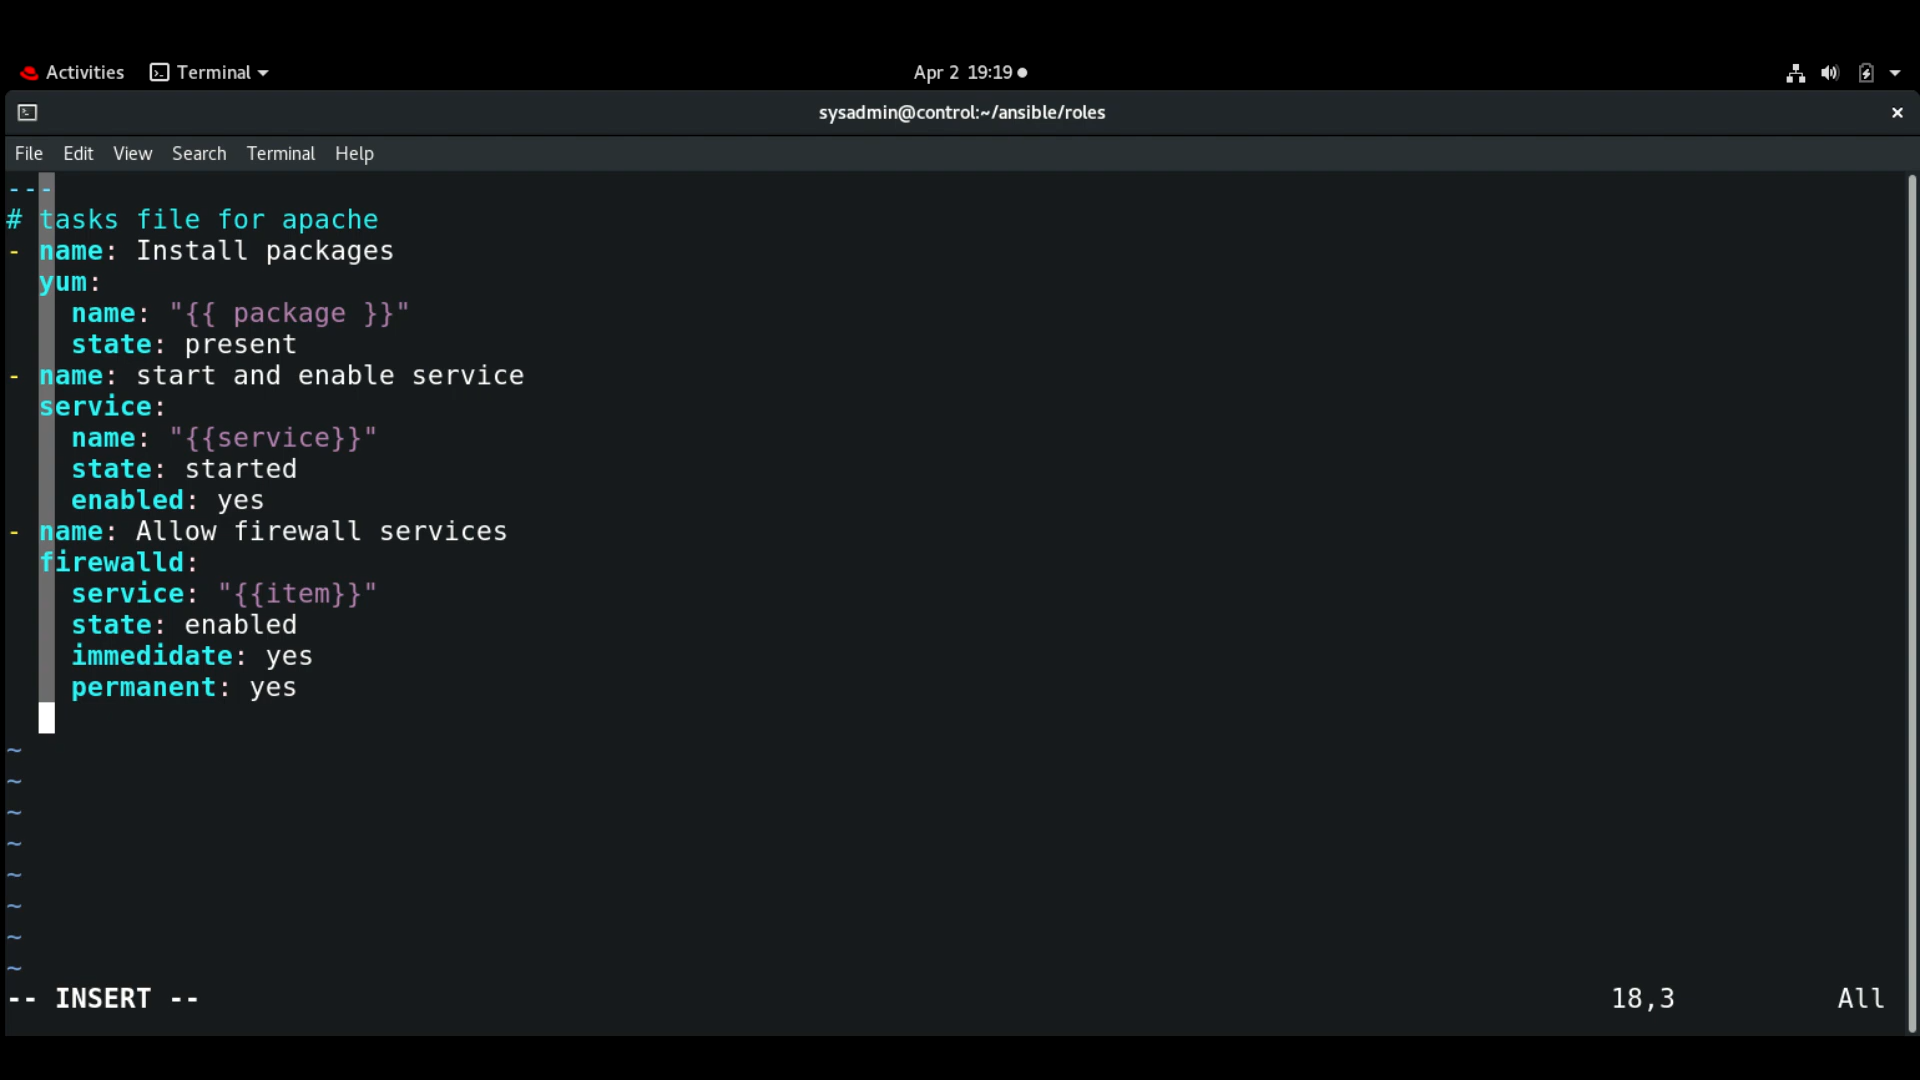 Activities Terminal Apr 2 19:19
sysadmin@control:~/ansible/roles ×
File Edit View Search Terminal Help
---
# tasks file for apache
- name: Install packages
  yum:
    name: "{{ package }}"
    state: present
- name: start and enable service
  service:
    name: "{{service}}"
    state: started
    enabled: yes
- name: Allow firewall services
  firewalld:
    service: "{{item}}"
    state: enabled
    immedidate: yes
    permanent: yes
~
~
~
~
~
~
~
~
-- INSERT -- 18,3 All